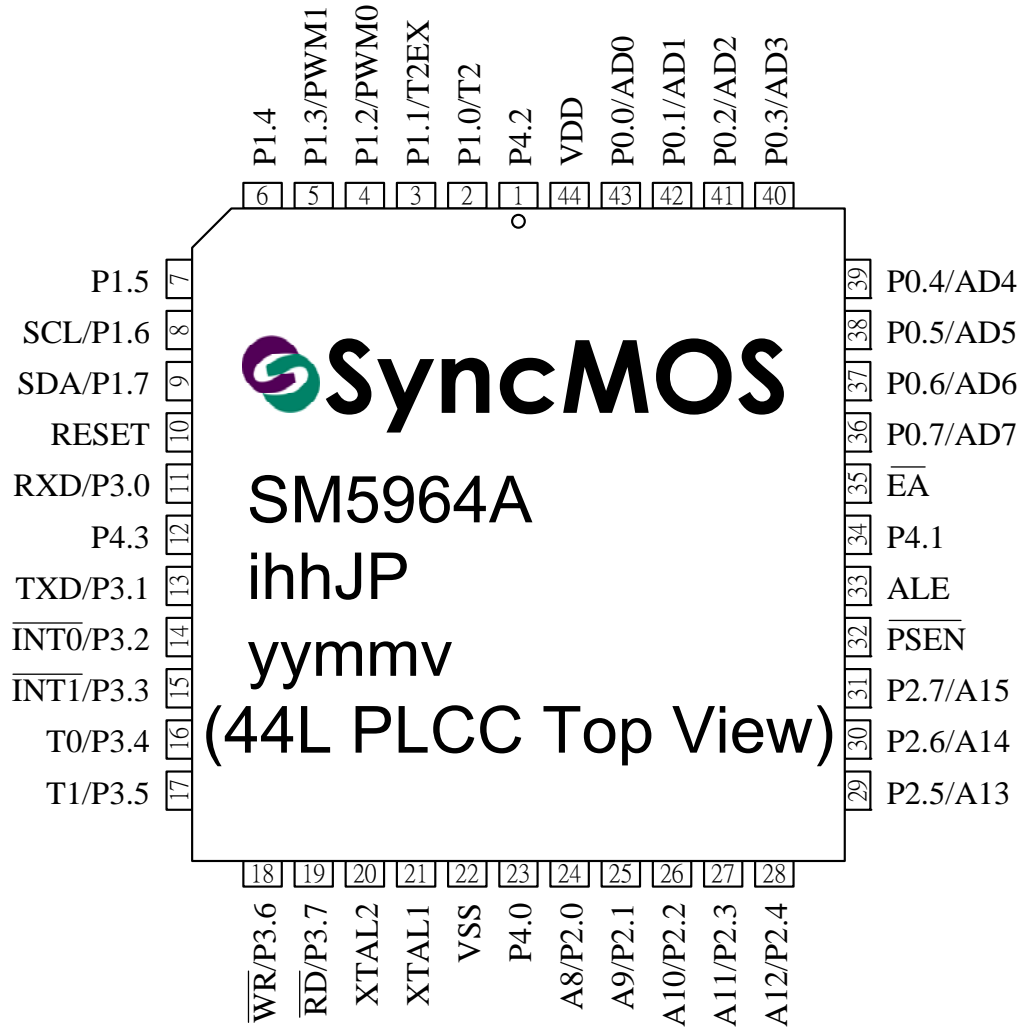 P1.4
P1.3/PWM1
P1.2/PWM0
P1.1/T2EX
P1.0/T2
P4.2
VDD
P0.0/AD0
P0.1/AD1
P0.2/AD2
P0.3/AD3
6 5 4 3 2 1 44 43 42 41 40
P1.5 7
SCL/P1.6 8
SDA/P1.7 9
RESET 10
RXD/P3.0 11
P4.3 12
TXD/P3.1 13
INT0/P3.2 14
INT1/P3.3 15
T0/P3.4 16
T1/P3.5 17
SyncMOS
SM5964A
ihhJP
yymmv
(44L PLCC Top View)
39 P0.4/AD4
38 P0.5/AD5
37 P0.6/AD6
36 P0.7/AD7
35 EA
34 P4.1
33 ALE
32 PSEN
31 P2.7/A15
30 P2.6/A14
29 P2.5/A13
18 19 20 21 22 23 24 25 26 27 28
WR/P3.6
RD/P3.7
XTAL2
XTAL1
VSS
P4.0
A8/P2.0
A9/P2.1
A10/P2.2
A11/P2.3
A12/P2.4